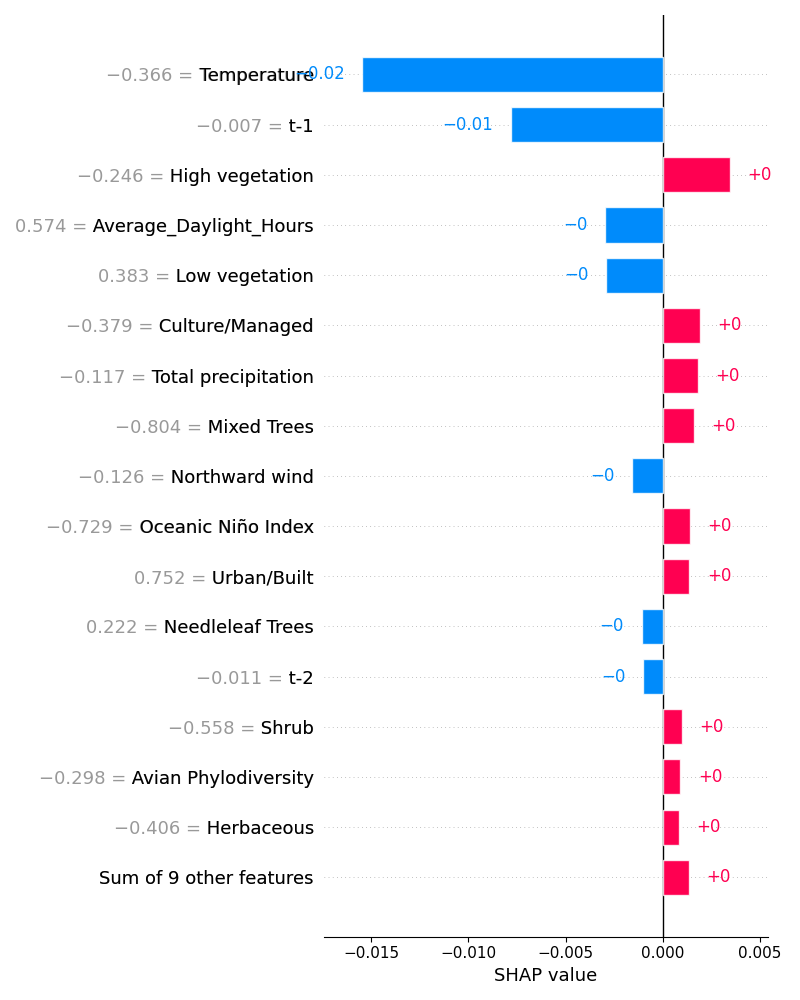 −0.366 = Temperature −0.02
−0.007 = t-1 −0.01
−0.246 = High vegetation +0
0.574 = Average_Daylight_Hours −0
0.383 = Low vegetation −0
−0.379 = Culture/Managed +0
−0.117 = Total precipitation +0
−0.804 = Mixed Trees +0
−0.126 = Northward wind −0
−0.729 = Oceanic Niño Index +0
0.752 = Urban/Built +0
0.222 = Needleleaf Trees −0
−0.011 = t-2 −0
−0.558 = Shrub +0
−0.298 = Avian Phylodiversity +0
−0.406 = Herbaceous +0
Sum of 9 other features +0
−0.015 −0.010 −0.005 0.000 0.005
SHAP value